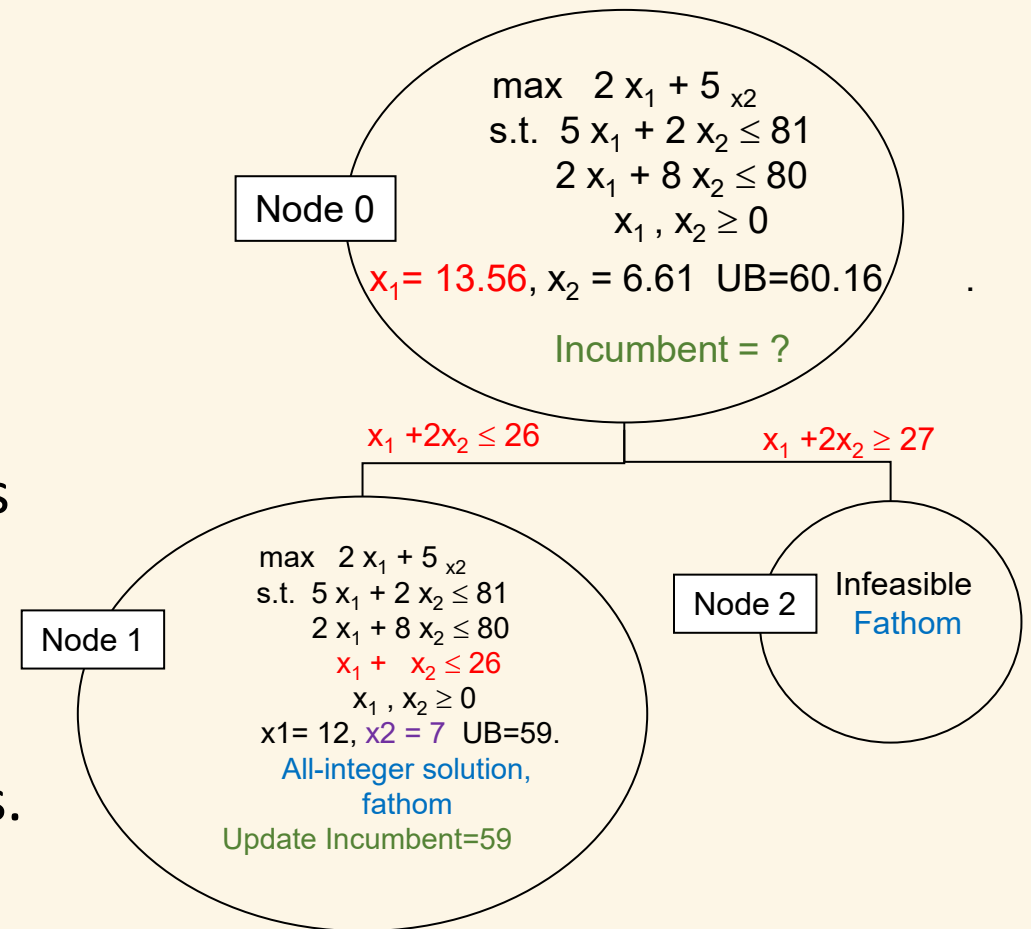 max 2 x₁ + 5 ₓ₂
s.t. 5 x₁ + 2 x₂ ≤ 81
2 x₁ + 8 x₂ ≤ 80
x₁ , x₂ ≥ 0
Node 0
x₁= 13.56, x₂ = 6.61 UB=60.16 .
Incumbent = ?
x₁ +2x₂ ≤ 26
x₁ +2x₂ ≥ 27
s
max 2 x₁ + 5 ₓ₂
s.t. 5 x₁ + 2 x₂ ≤ 81
2 x₁ + 8 x₂ ≤ 80
x₁ + x₂ ≤ 26
x₁ , x₂ ≥ 0
x1= 12, x2 = 7 UB=59.
All-integer solution,
fathom
Update Incumbent=59
Node 1
Node 2
Infeasible
Fathom
s.